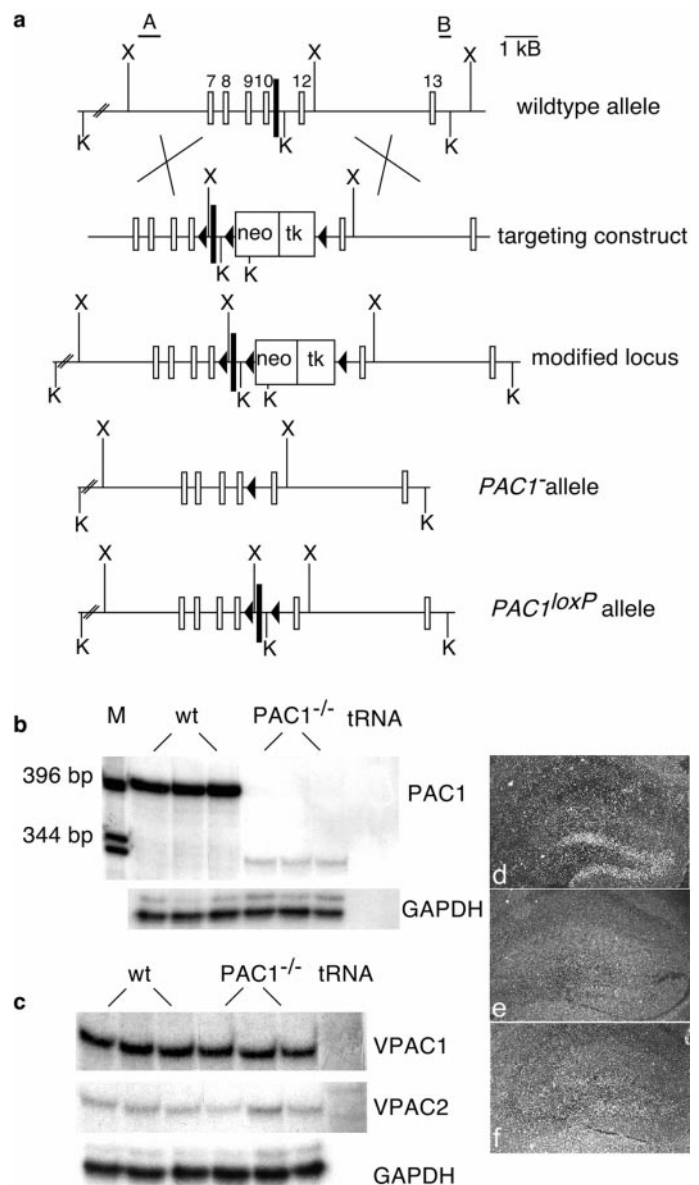 a
A B
X X X 1 kB
7 8 9 10 12 13
wildtype allele
K K K
X X
neo tk
targeting construct
K K
X X X
neo tk
modified locus
K K K K
X X
PAC1⁻allele
K K
X X X
PAC1loxP allele
K K K
b
M wt PAC1-/- tRNA
396 bp
PAC1
344 bp
GAPDH
c
wt PAC1-/- tRNA
VPAC1
VPAC2
GAPDH
d
e
f